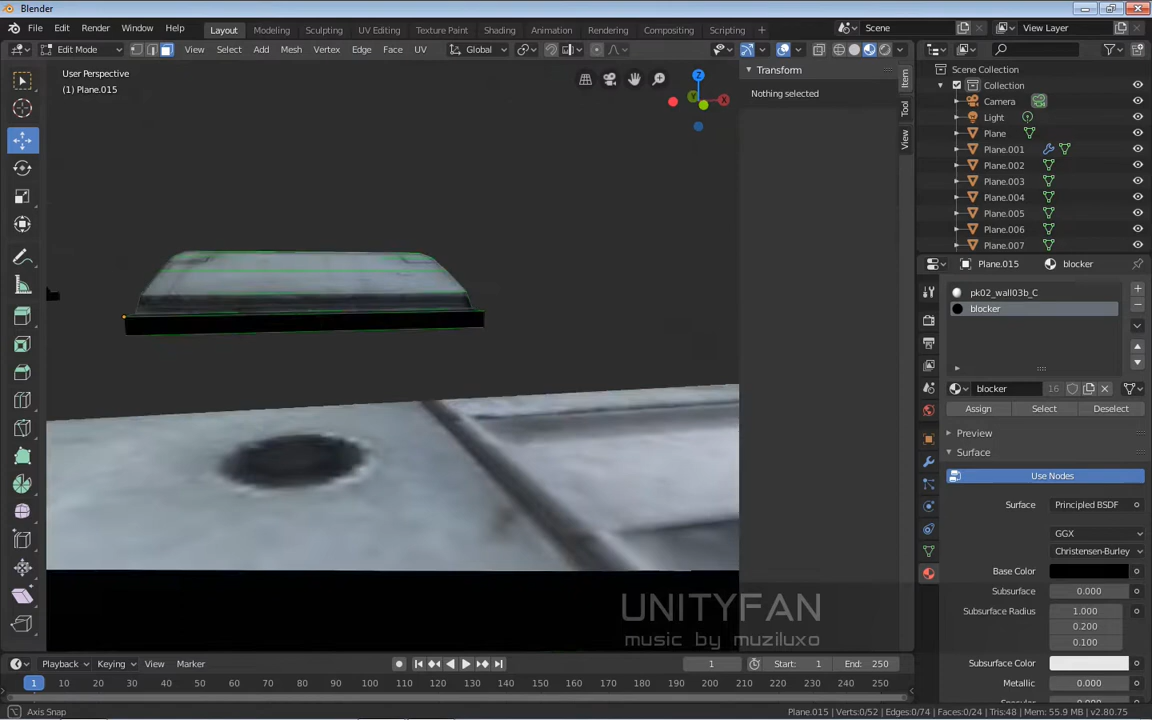 Blender
File Edit Render Window Help Layout Modeling Sculpting UV Editing Texture Paint Shading Animation Rendering Compositing Scripting Scene View Layer
Edit Mode View Select Add Mesh Vertex Edge Face UV Global
User Perspective
(1) Plane.015
Z
Y
X
Transform
Nothing selected
Item
Tool
View
Scene Collection
Collection
Camera
Light
Plane
Plane.001
Plane.002
Plane.003
Plane.004
Plane.005
Plane.006
Plane.007
Plane.015 blocker
pk02_wall03b_C
blocker
blocker 16
Assign Select Deselect
Preview
Surface
Use Nodes
Surface Principled BSDF
GGX
Christensen-Burley
Base Color
Subsurface 0.000
Subsurface Radius 1.000
0.200
0.100
Subsurface Color
Metallic 0.000
UNITYFAN
music by muziluxo
Playback Keying View Marker 1 Start: 1 End: 250
1 10 20 30 40 50 60 70 80 90 100 110 120 130 140 150 160 170 180 190 200 210 220 230 240 250
Axis Snap
Plane.015 | Verts:0/52 | Edges:0/74 | Faces:0/24 | Tris:48 | Mem: 55.9 MB | v2.80.75